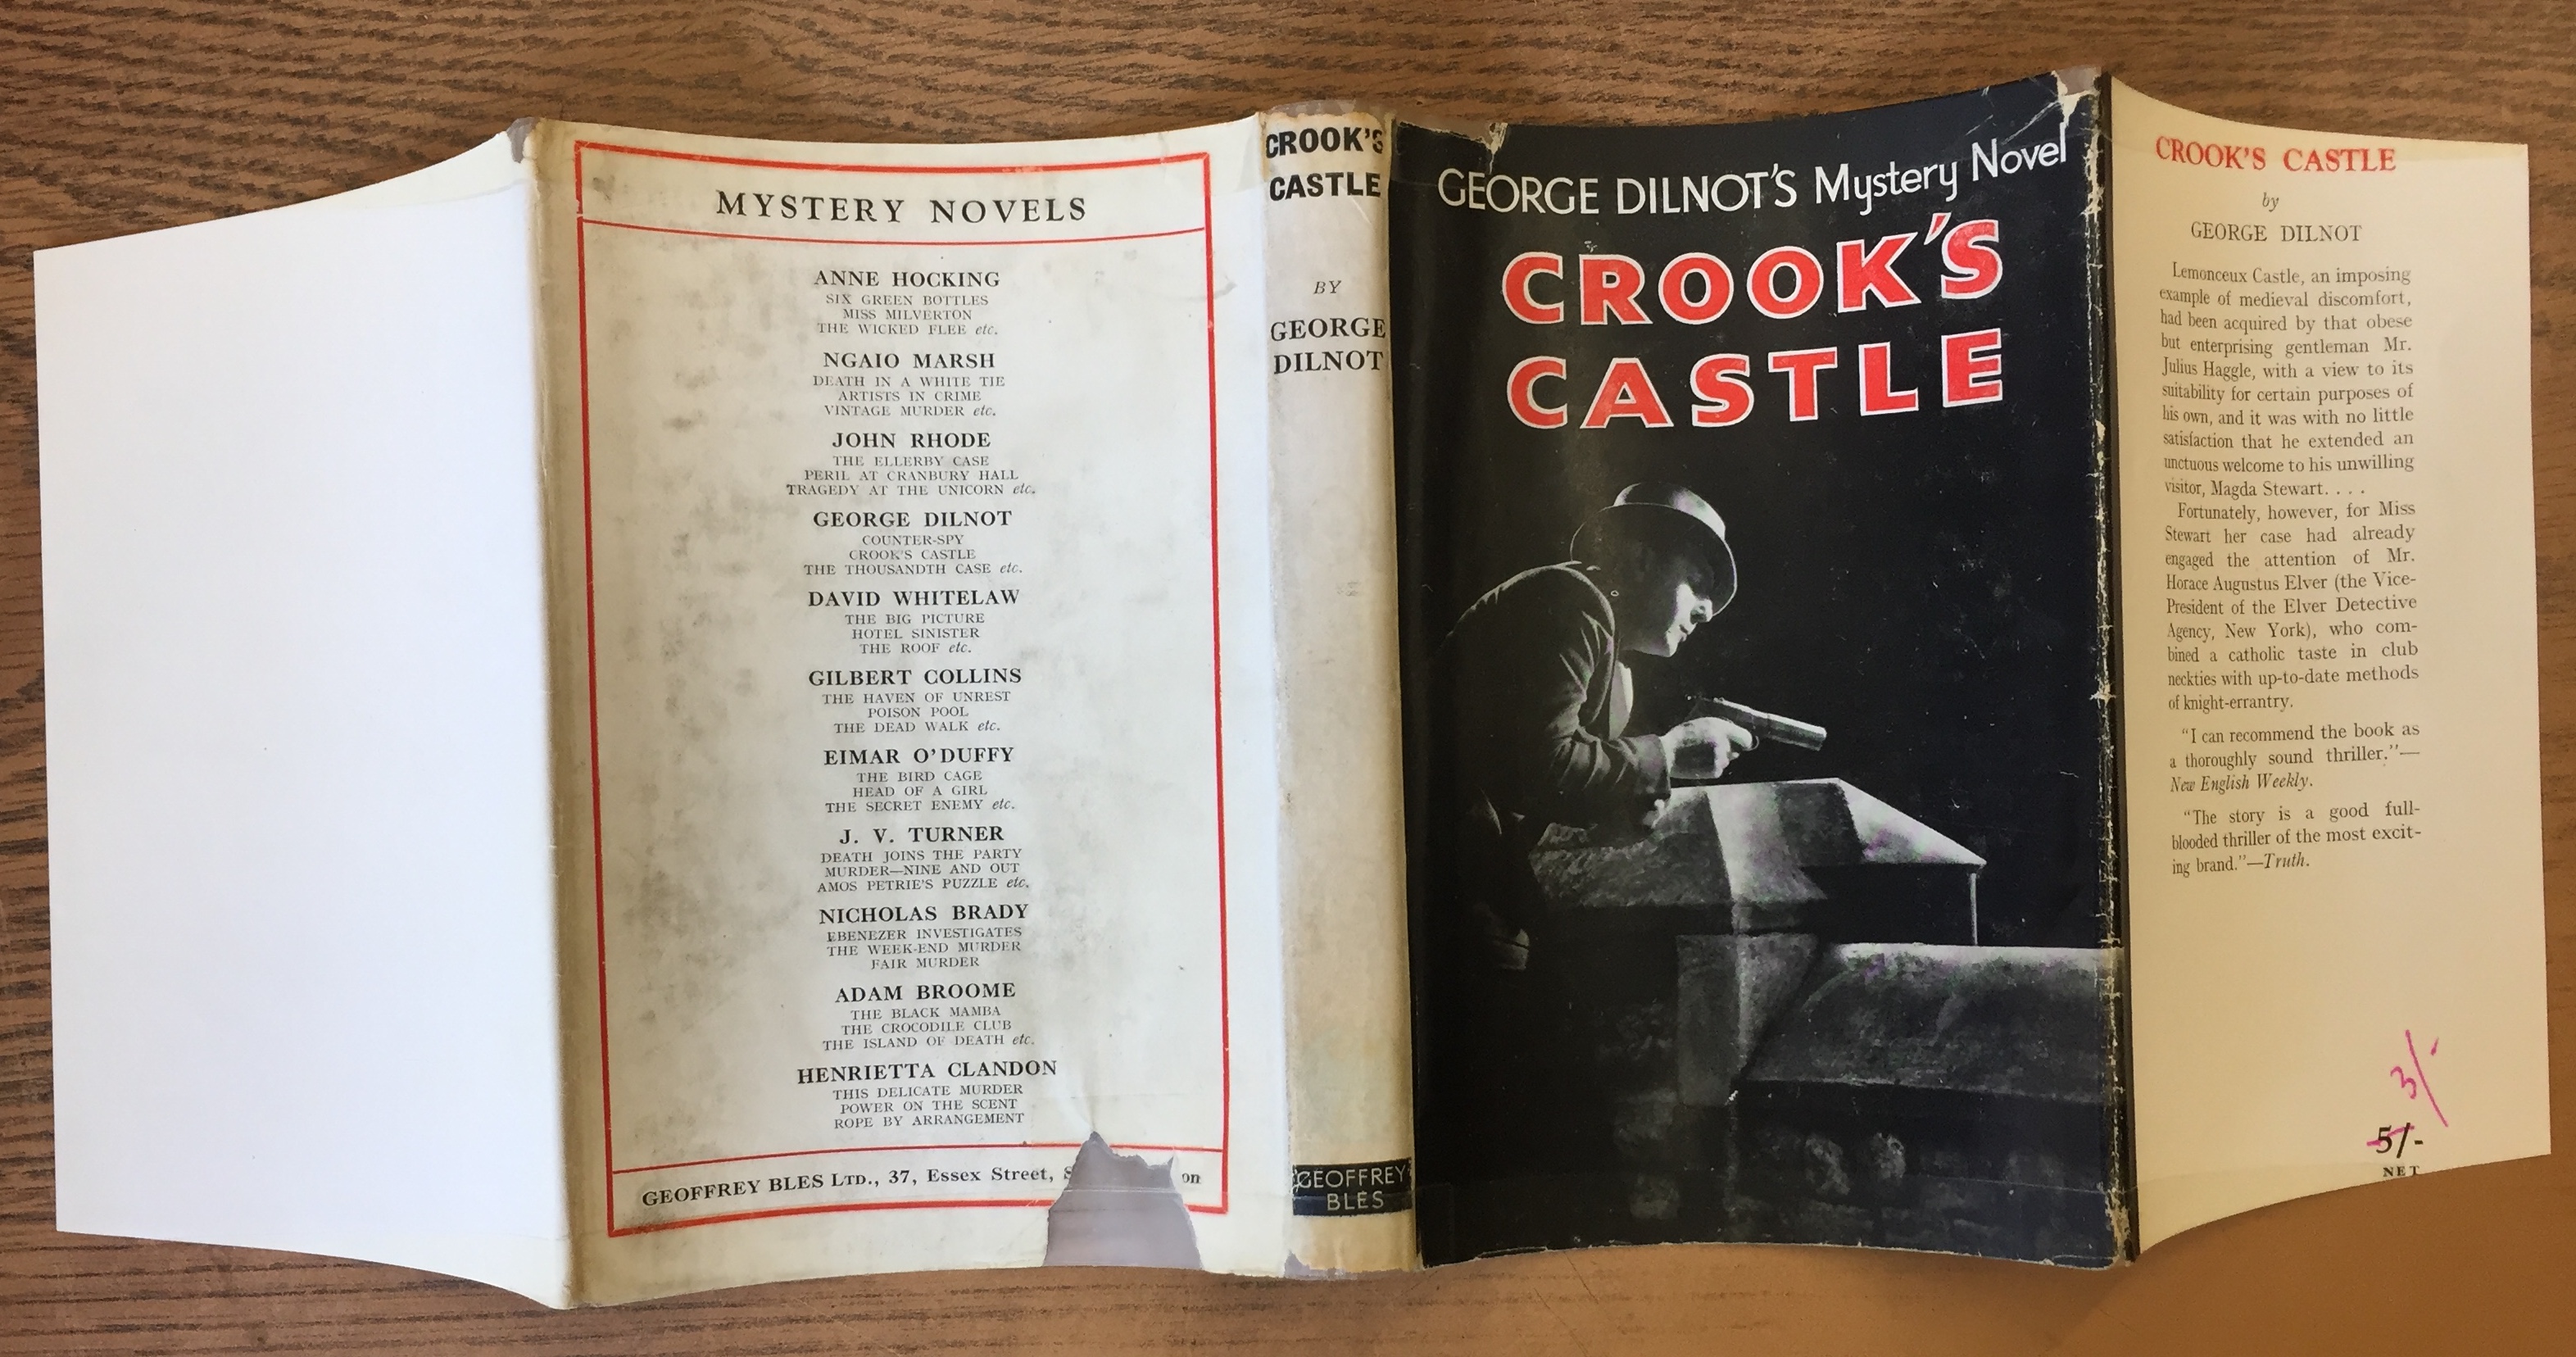 MYSTERY NOVELS
ANNE HOCKING
SIX GREEN BOTTLES
MISS MILVERTON
THE WICKED FLEE etc.
NGAIO MARSH
DEATH IN A WHITE TIE
ARTISTS IN CRIME
VINTAGE MURDER etc.
JOHN RHODE
THE ELLERBY CASE
PERIL AT CRANBURY HALL
TRAGEDY AT THE UNICORN etc.
GEORGE DILNOT
COUNTER-SPY
CROOK'S CASTLE
THE THOUSANDTH CASE etc.
DAVID WHITELAW
THE BIG PICTURE
HOTEL SINISTER
THE ROOF etc.
GILBERT COLLINS
THE HAVEN OF UNREST
POISON POOL
THE DEAD WALK etc.
EIMAR O'DUFFY
THE BIRD CAGE
HEAD OF A GIRL
THE SECRET ENEMY etc.
J. V. TURNER
DEATH JOINS THE PARTY
MURDER—NINE AND OUT
AMOS PETRIE'S PUZZLE etc.
NICHOLAS BRADY
EBENEZER INVESTIGATES
THE WEEK-END MURDER
FAIR MURDER
ADAM BROOME
THE BLACK MAMBA
THE CROCODILE CLUB
THE ISLAND OF DEATH etc.
HENRIETTA CLANDON
THIS DELICATE MURDER
POWER ON THE SCENT
ROPE BY ARRANGEMENT
GEOFFREY BLES LTD., 37, Essex Street,
CROOK'S
CASTLE
BY
GEORGE
DILNOT
GEOFFREY
BLES
GEORGE DILNOT'S Mystery Novel
CROOK'S
CASTLE
CROOK'S CASTLE
by
GEORGE DILNOT
Lemonceux Castle, an imposing
example of medieval discomfort,
had been acquired by that obese
but enterprising gentleman Mr.
Julius Haggle, with a view to its
suitability for certain purposes of
his own, and it was with no little
satisfaction that he extended an
unctuous welcome to his unwilling
visitor, Magda Stewart. . . .
Fortunately, however, for Miss
Stewart her case had already
engaged the attention of Mr.
Horace Augustus Elver (the Vice-
President of the Elver Detective
Agency, New York), who com-
bined a catholic taste in club
neckties with up-to-date methods
of knight-errantry.
"I can recommend the book as
a thoroughly sound thriller."—
New English Weekly.
"The story is a good full-
blooded thriller of the most excit-
ing brand."—Truth.
3/-
5/-
NET